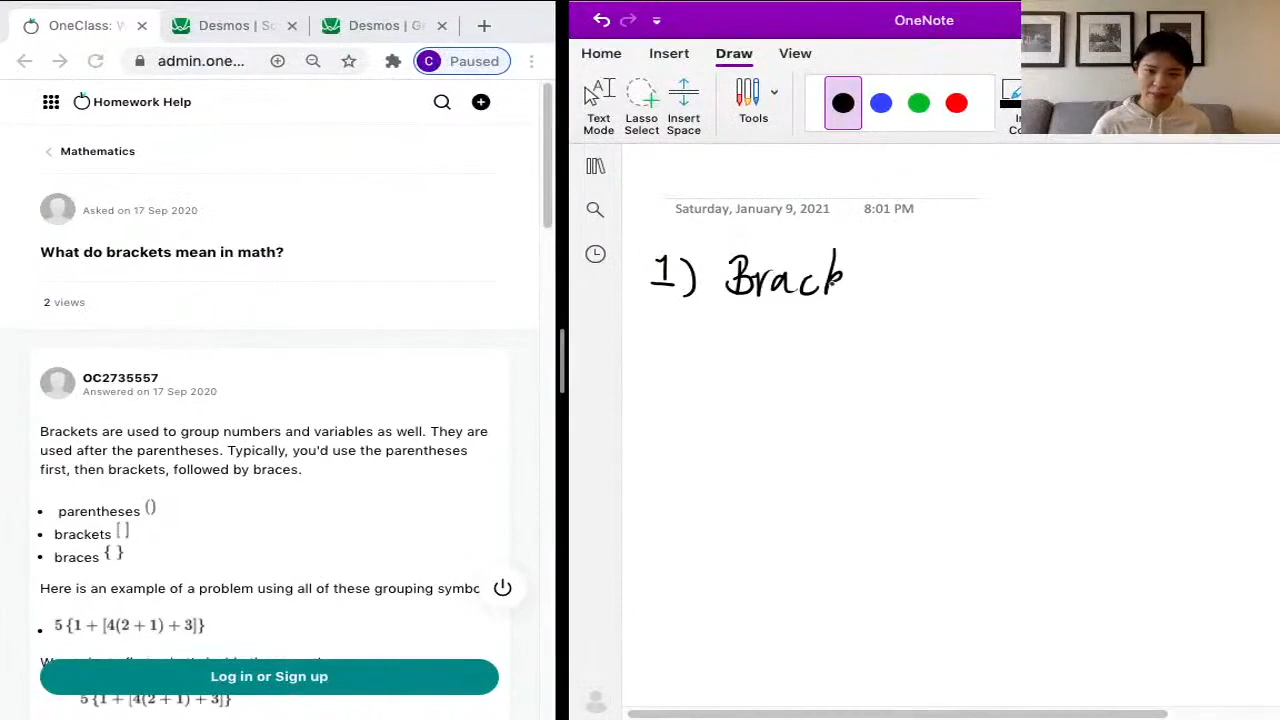 OneClass: W
Desmos | Sc
Desmos | G
admin.one...
C Paused
Homework Help
Mathematics
Asked on 17 Sep 2020
What do brackets mean in math?
2 views
OC2735557
Answered on 17 Sep 2020
Brackets are used to group numbers and variables as well. They are
used after the parentheses. Typically, you'd use the parentheses
first, then brackets, followed by braces.
• parentheses ()
• brackets [ ]
• braces { }
Here is an example of a problem using all of these grouping symbo
• 5 {1 + [4(2 + 1) + 3]}
Log in or Sign up
5 {1 + [4(2 + 1) + 3]}
OneNote
Home Insert Draw View
Text Mode
Lasso Select
Insert Space
Tools
Saturday, January 9, 2021 8:01 PM
1) Brack